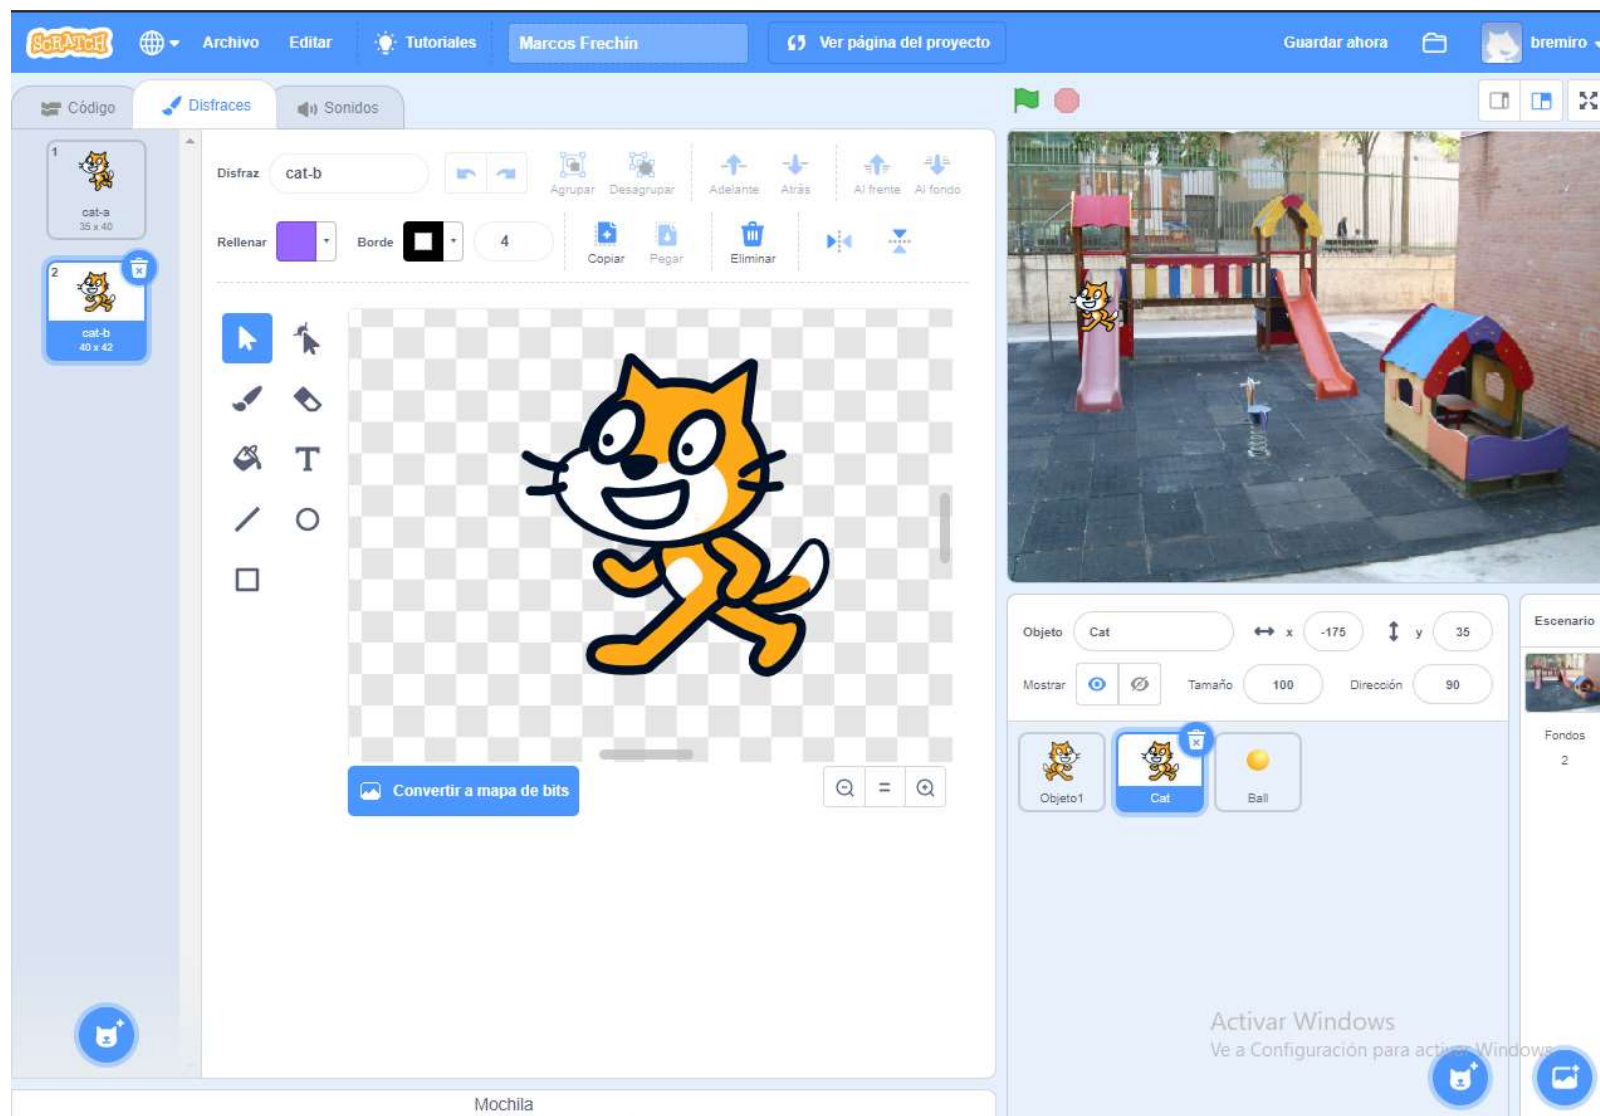 SCRATCH Archivo Editar Tutoriales Marcos Frechín Ver página del proyecto Guardar ahora bremiro
Código Disfraces Sonidos
1
cat-a
35 x 40
2
cat-b
40 x 42
Disfraz cat-b
Agrupar Desagrupar Adelante Atrás Al frente Al fondo
Rellenar Borde 4
Copiar Pegar Eliminar
T
Convertir a mapa de bits
=
Mochila
Objeto Cat x -175 y 35
Mostrar Tamaño 100 Dirección 90
Objeto1 Cat Ball
Escenario
Fondos
2
Activar Windows
Ve a Configuración para activar Windows.